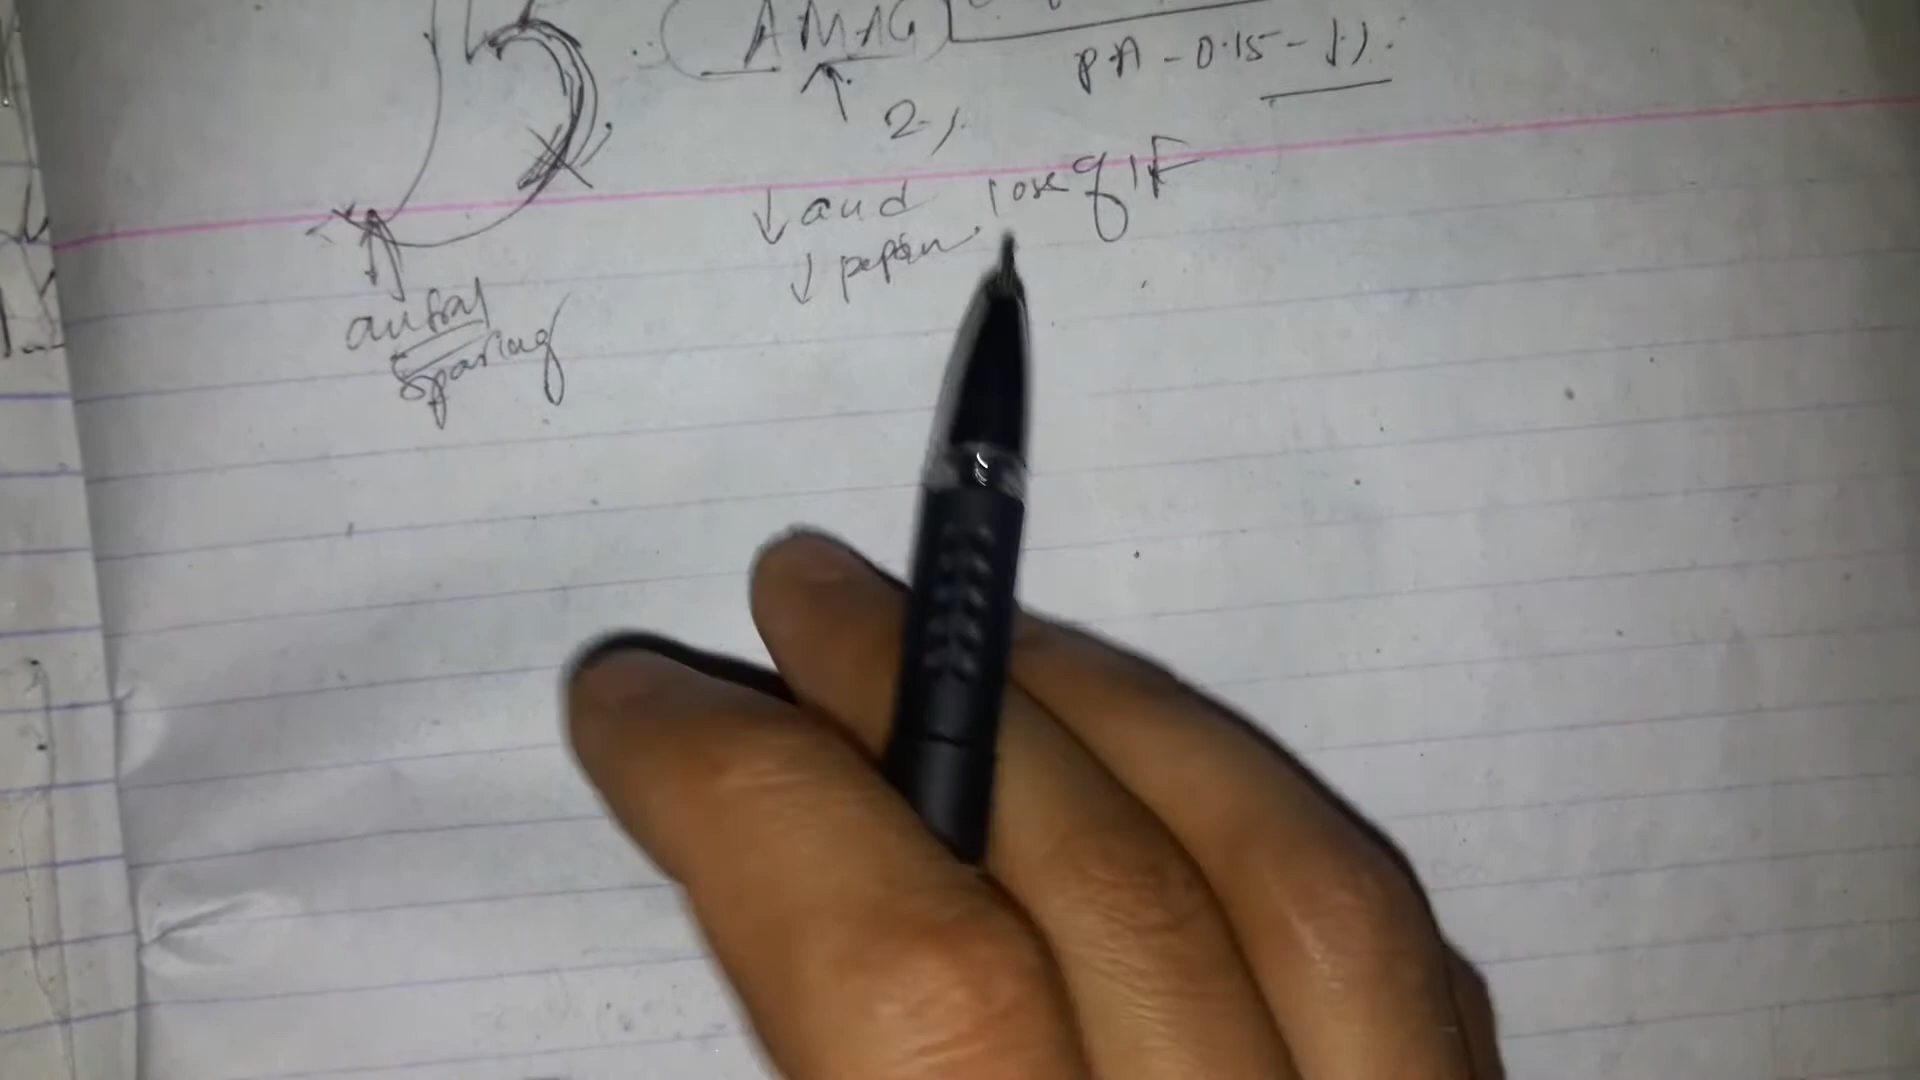 AMAG
PA - 0.15 - 1%.
2%
↓ acid loss of IF
↓ pepsin.
antral
sparing